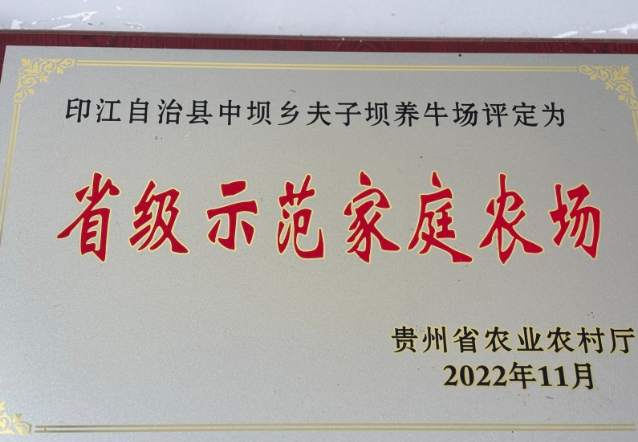 印江自治县中坝乡夫子坝养牛场评定为
省级示范家庭农场
贵州省农业农村厅
2022年11月